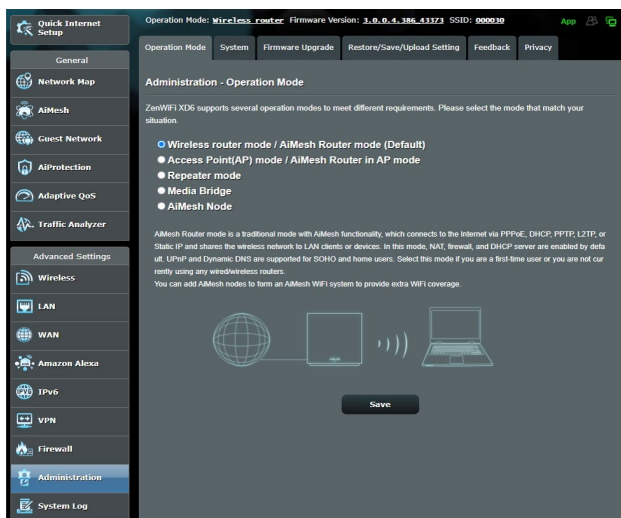 Quick Internet
Setup
Operation Mode: Wireless router Firmware Version: 3.0.0.4.386_43373 SSID: 000030
App
General
Network Map
AiMesh
Guest Network
AiProtection
Adaptive QoS
Traffic Analyzer
Advanced Settings
Wireless
LAN
WAN
Amazon Alexa
IPv6
VPN
Firewall
Administration
System Log
Operation Mode
System
Firmware Upgrade
Restore/Save/Upload Setting
Feedback
Privacy
Administration - Operation Mode
ZenWiFi XD6 supports several operation modes to meet different requirements. Please select the mode that match your
situation.
Wireless router mode / AiMesh Router mode (Default)
Access Point(AP) mode / AiMesh Router in AP mode
Repeater mode
Media Bridge
AiMesh Node
AiMesh Router mode is a traditional mode with AiMesh functionality, which connects to the Internet via PPPoE, DHCP, PPTP, L2TP, or
Static IP and shares the wireless network to LAN clients or devices. In this mode, NAT, firewall, and DHCP server are enabled by defa
ult. UPnP and Dynamic DNS are supported for SOHO and home users. Select this mode if you are a first-time user or you are not cur
rently using any wired/wireless routers.
You can add AiMesh nodes to form an AiMesh WiFi system to provide extra WiFi coverage.
Save